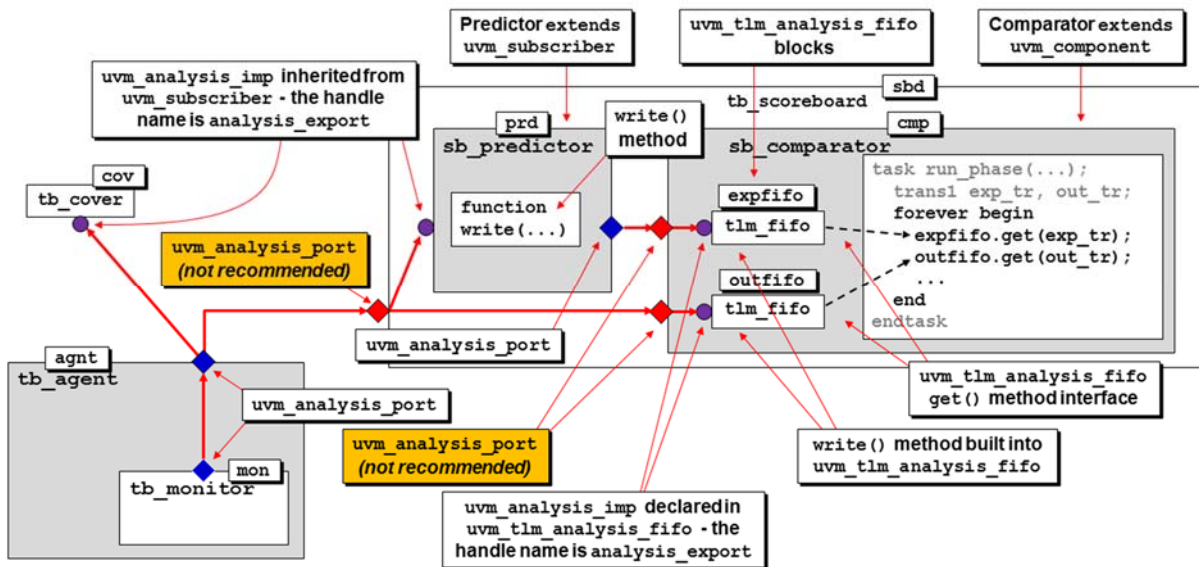 Predictor extends
uvm_subscriber
uvm_tlm_analysis_fifo
blocks
Comparator extends
uvm_component
uvm_analysis_imp inherited from
uvm_subscriber - the handle
name is analysis_export
sbd
tb_scoreboard
prd
sb_predictor
write()
method
cmp
sb_comparator
cov
tb_cover
function
write(...)
expfifo
tlm_fifo
outfifo
tlm_fifo
task run_phase(...);
trans1 exp_tr, out_tr;
forever begin
expfifo.get(exp_tr);
outfifo.get(out_tr);
...
end
endtask
uvm_analysis_port
(not recommended)
uvm_analysis_port
agnt
tb_agent
uvm_analysis_port
mon
tb_monitor
uvm_analysis_port
(not recommended)
uvm_tlm_analysis_fifo
get() method interface
write() method built into
uvm_tlm_analysis_fifo
uvm_analysis_imp declared in
uvm_tlm_analysis_fifo - the
handle name is analysis_export